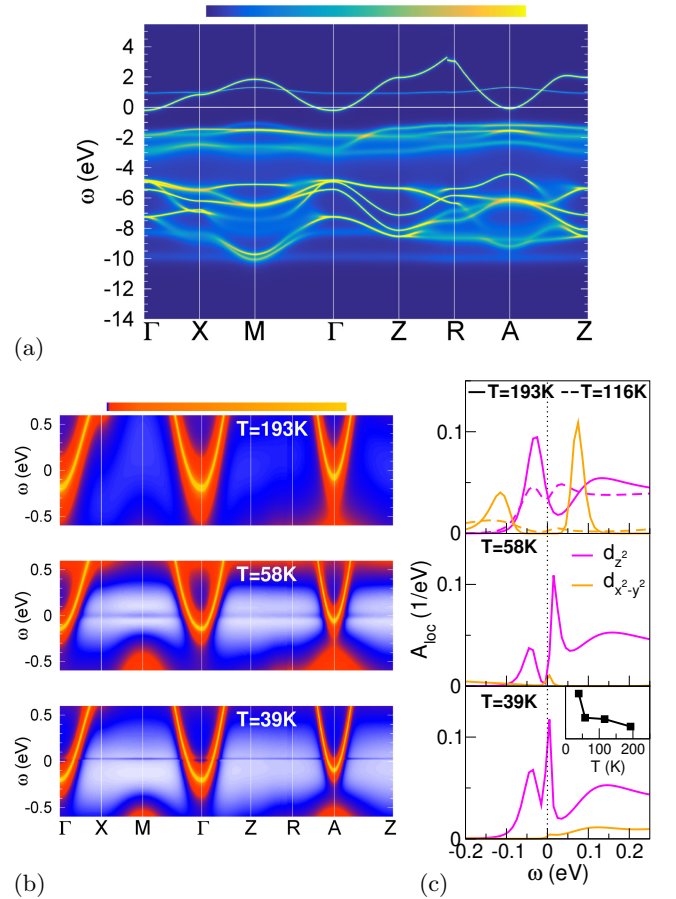 4
2
0
-2
-4
-6
-8
-10
-12
-14
ω (eV)
Γ X M Γ Z R A Z
(a)
T=193K
0.5
0
-0.5
ω (eV)
T=58K
0.5
0
-0.5
ω (eV)
T=39K
0.5
0
-0.5
ω (eV)
Γ X M Γ Z R A Z
(b)
T=193K T=116K
0.1
0
T=58K
d_z²
d_x²-y²
0.1
0
A_loc (1/eV)
T=39K
0 100 200
T (K)
0.1
0
-0.2 -0.1 0 0.1 0.2
ω (eV)
(c)